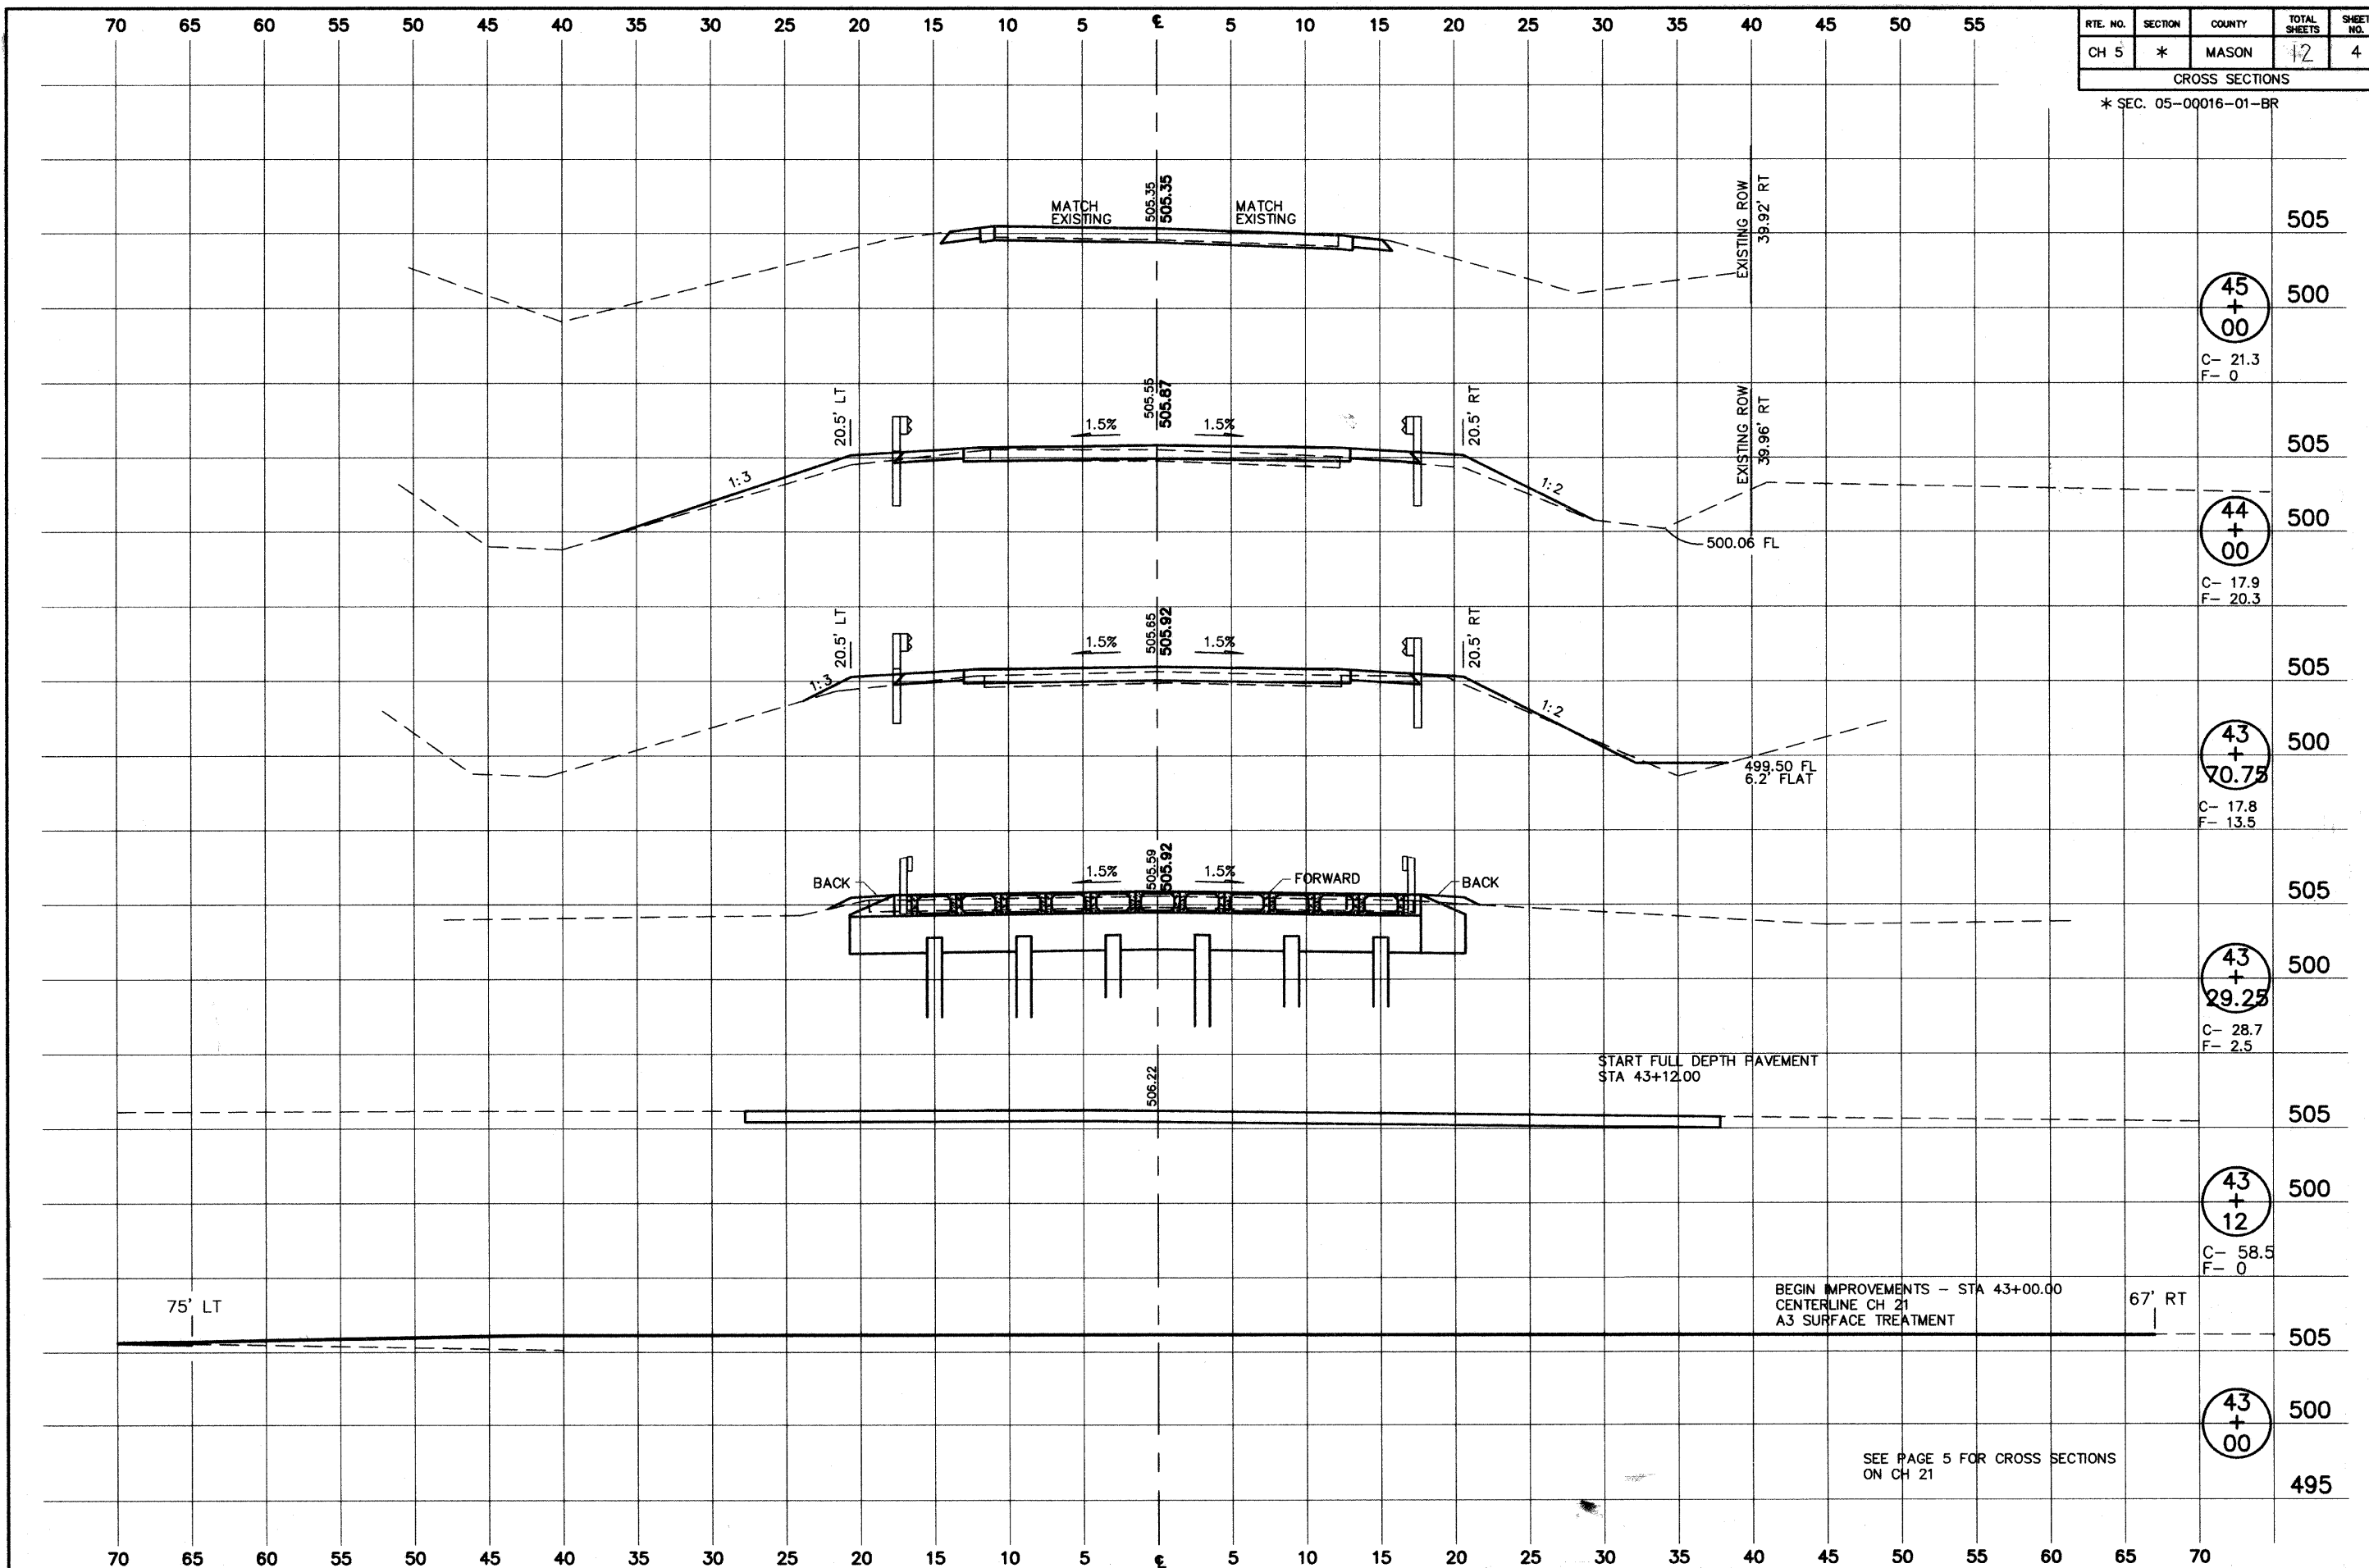 70 65 60 55 50 45 40 35 30 25 20 15 10 5 ℄ 5 10 15 20 25 30 35 40 45 50 55
RTE. NO. SECTION COUNTY TOTAL SHEETS SHEET NO.
CH 5 * MASON 12 4
CROSS SECTIONS
* SEC. 05-00016-01-BR
MATCH
EXISTING
505.35
505.35
MATCH
EXISTING
EXISTING ROW
39.92' RT
505
500
45
+
00
C- 21.3
F- 0
20.5' LT
1:3
1.5%
505.55
505.87
1.5%
20.5' RT
1:2
EXISTING ROW
39.96' RT
500.06 FL
505
500
44
+
00
C- 17.9
F- 20.3
20.5' LT
1:3
1.5%
505.65
505.92
1.5%
20.5' RT
1:2
499.50 FL
6.2' FLAT
505
500
43
+
70.75
C- 17.8
F- 13.5
BACK
1.5%
505.59
505.92
1.5%
FORWARD
BACK
505
500
43
+
29.25
C- 28.7
F- 2.5
506.22
START FULL DEPTH PAVEMENT
STA 43+12.00
505
500
43
+
12
C- 58.5
F- 0
75' LT
BEGIN IMPROVEMENTS - STA 43+00.00
CENTERLINE CH 21
A3 SURFACE TREATMENT
67' RT
505
500
43
+
00
SEE PAGE 5 FOR CROSS SECTIONS
ON CH 21
495
70 65 60 55 50 45 40 35 30 25 20 15 10 5 ℄ 5 10 15 20 25 30 35 40 45 50 55 60 65 70